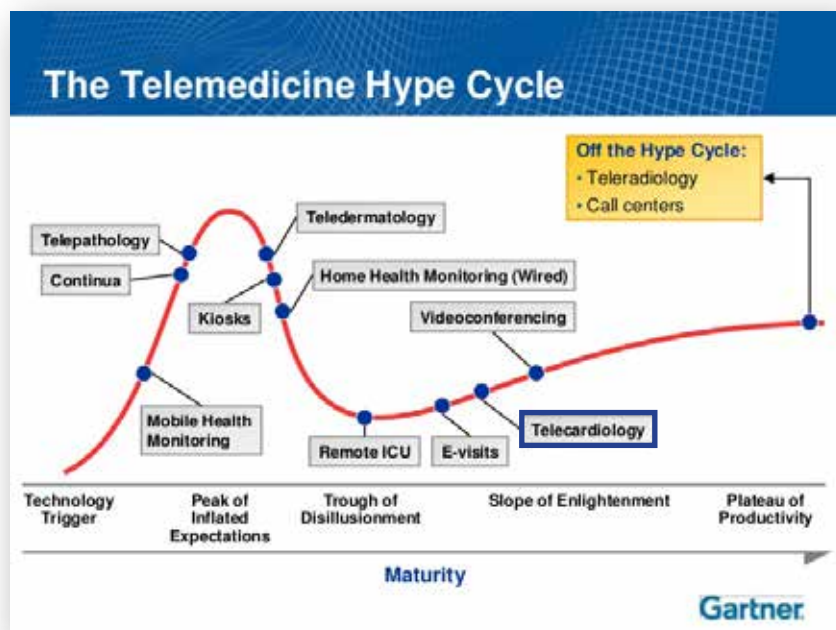 The Telemedicine Hype Cycle
Off the Hype Cycle:
• Teleradiology
• Call centers
Telepathology
Continua
Teledermatology
Home Health Monitoring (Wired)
Kiosks
Videoconferencing
Mobile Health
Monitoring
Remote ICU
E-visits
Telecardiology
Technology
Trigger
Peak of
Inflated
Expectations
Trough of
Disillusionment
Slope of Enlightenment
Plateau of
Productivity
Maturity
Gartner